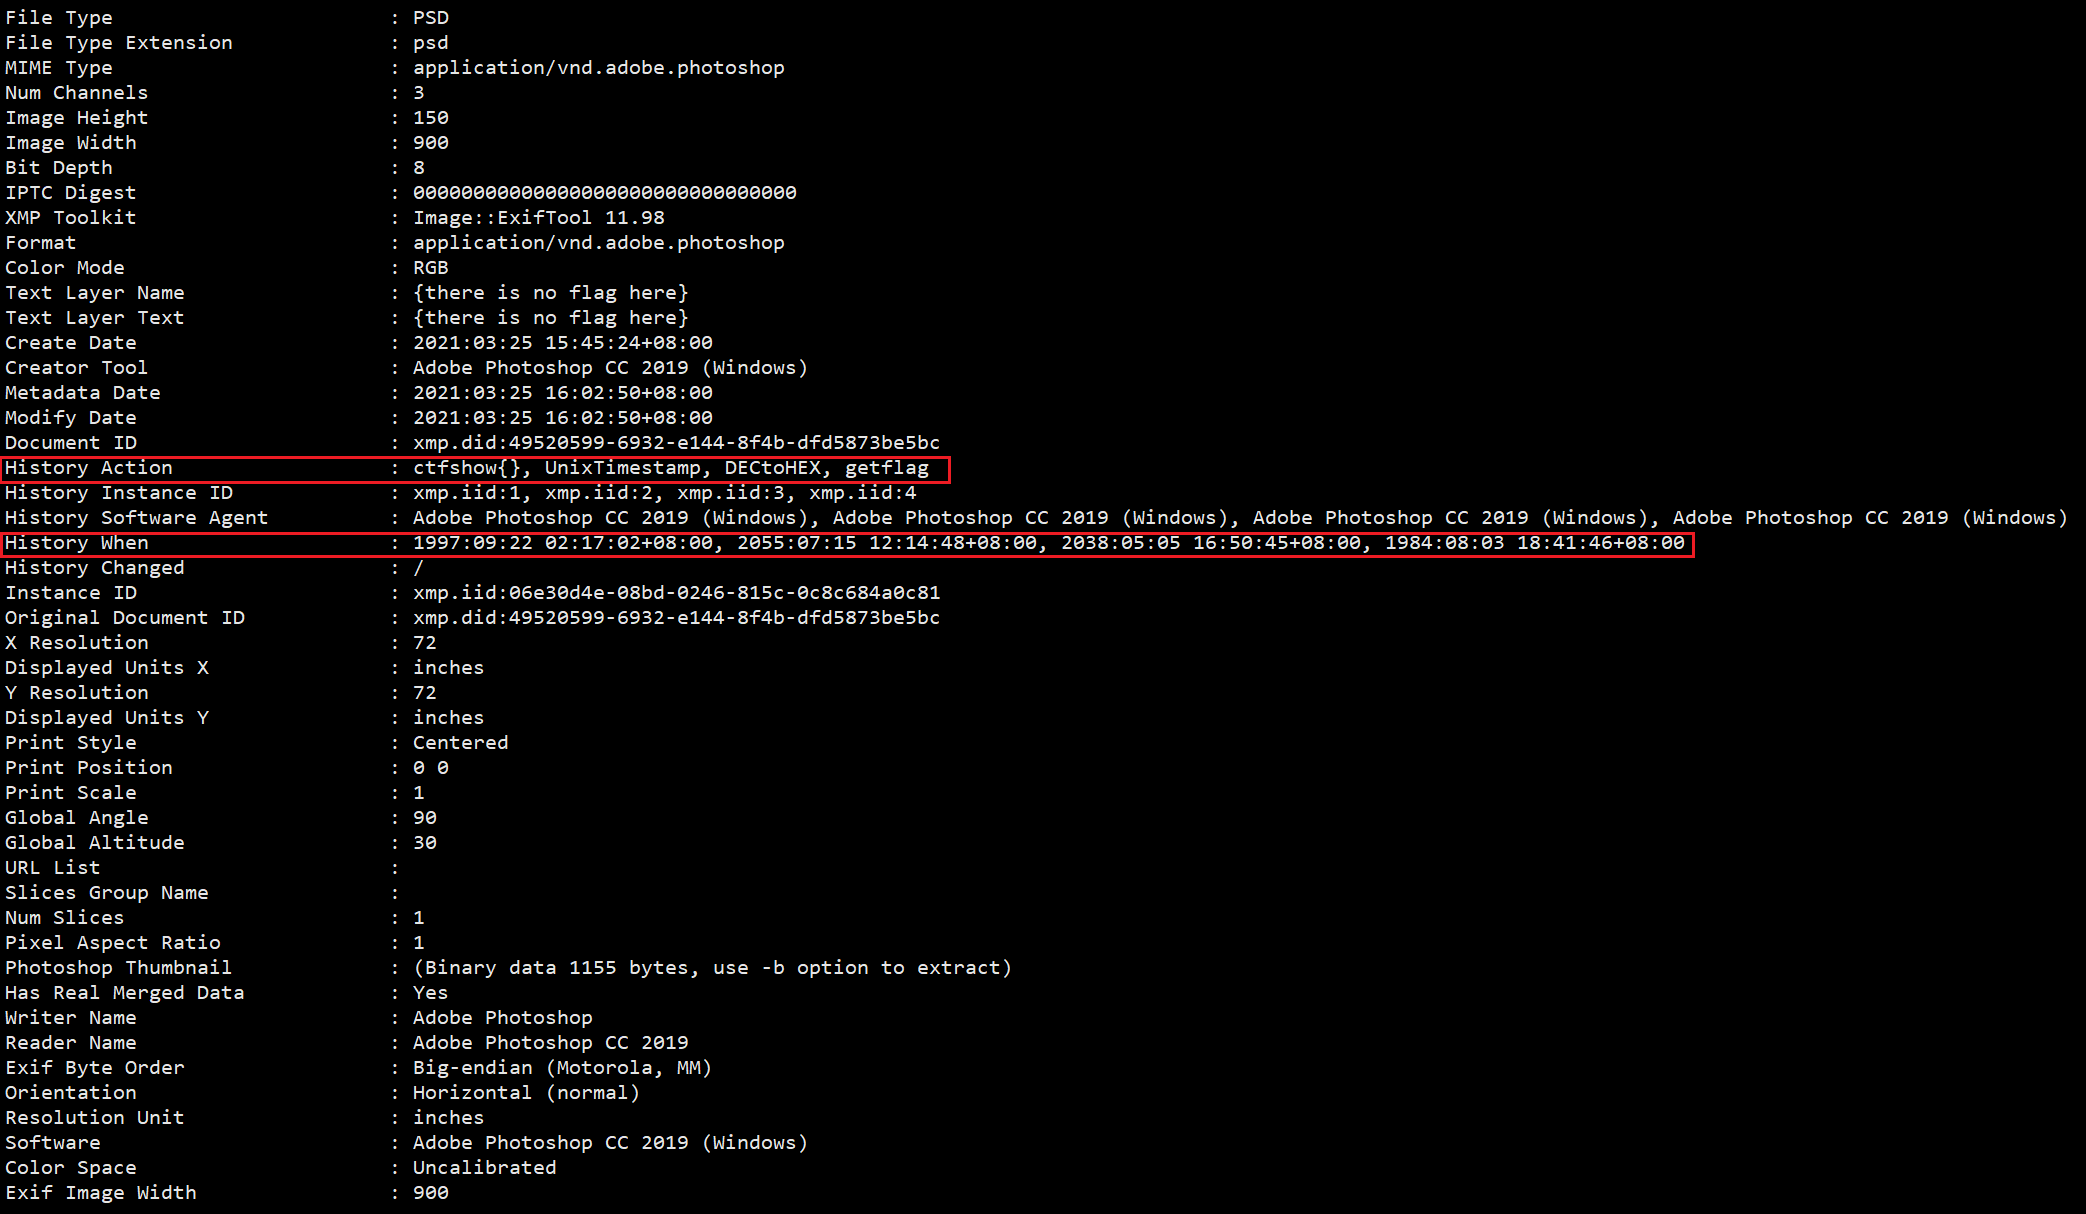 File Type : PSD
File Type Extension : psd
MIME Type : application/vnd.adobe.photoshop
Num Channels : 3
Image Height : 150
Image Width : 900
Bit Depth : 8
IPTC Digest : 00000000000000000000000000000000
XMP Toolkit : Image::ExifTool 11.98
Format : application/vnd.adobe.photoshop
Color Mode : RGB
Text Layer Name : {there is no flag here}
Text Layer Text : {there is no flag here}
Create Date : 2021:03:25 15:45:24+08:00
Creator Tool : Adobe Photoshop CC 2019 (Windows)
Metadata Date : 2021:03:25 16:02:50+08:00
Modify Date : 2021:03:25 16:02:50+08:00
Document ID : xmp.did:49520599-6932-e144-8f4b-dfd5873be5bc
History Action : ctfshow{}, UnixTimestamp, DECtoHEX, getflag
History Instance ID : xmp.iid:1, xmp.iid:2, xmp.iid:3, xmp.iid:4
History Software Agent : Adobe Photoshop CC 2019 (Windows), Adobe Photoshop CC 2019 (Windows), Adobe Photoshop CC 2019 (Windows), Adobe Photoshop CC 2019 (Windows)
History When : 1997:09:22 02:17:02+08:00, 2055:07:15 12:14:48+08:00, 2038:05:05 16:50:45+08:00, 1984:08:03 18:41:46+08:00
History Changed : /
Instance ID : xmp.iid:06e30d4e-08bd-0246-815c-0c8c684a0c81
Original Document ID : xmp.did:49520599-6932-e144-8f4b-dfd5873be5bc
X Resolution : 72
Displayed Units X : inches
Y Resolution : 72
Displayed Units Y : inches
Print Style : Centered
Print Position : 0 0
Print Scale : 1
Global Angle : 90
Global Altitude : 30
URL List :
Slices Group Name :
Num Slices : 1
Pixel Aspect Ratio : 1
Photoshop Thumbnail : (Binary data 1155 bytes, use -b option to extract)
Has Real Merged Data : Yes
Writer Name : Adobe Photoshop
Reader Name : Adobe Photoshop CC 2019
Exif Byte Order : Big-endian (Motorola, MM)
Orientation : Horizontal (normal)
Resolution Unit : inches
Software : Adobe Photoshop CC 2019 (Windows)
Color Space : Uncalibrated
Exif Image Width : 900